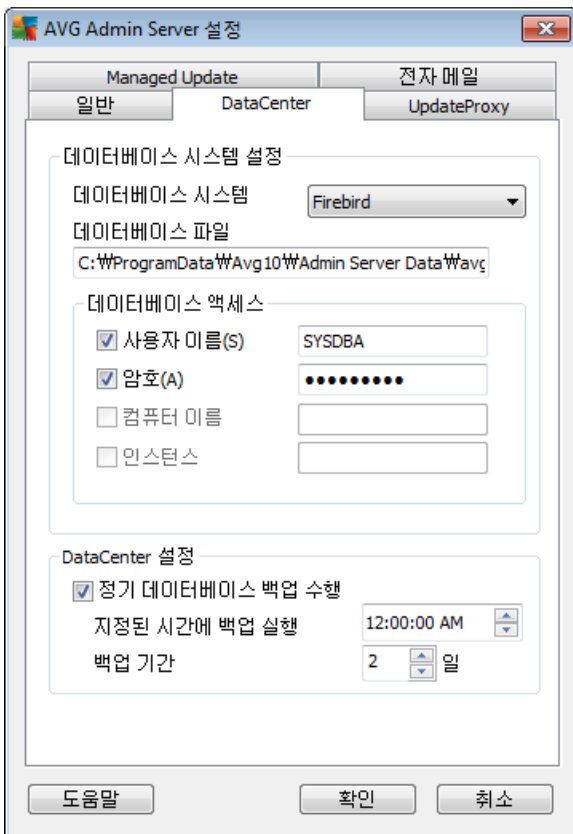 AVG Admin Server 설정
Managed Update 전자 메일
일반 DataCenter UpdateProxy
데이터베이스 시스템 설정
데이터베이스 시스템 Firebird
데이터베이스 파일
C:₩ProgramData₩Avg10₩Admin Server Data₩avg
데이터베이스 액세스
사용자 이름(S) SYSDBA
암호(A) •••••••••
컴퓨터 이름
인스턴스
DataCenter 설정
정기 데이터베이스 백업 수행
지정된 시간에 백업 실행 12:00:00 AM
백업 기간 2 일
도움말 확인 취소